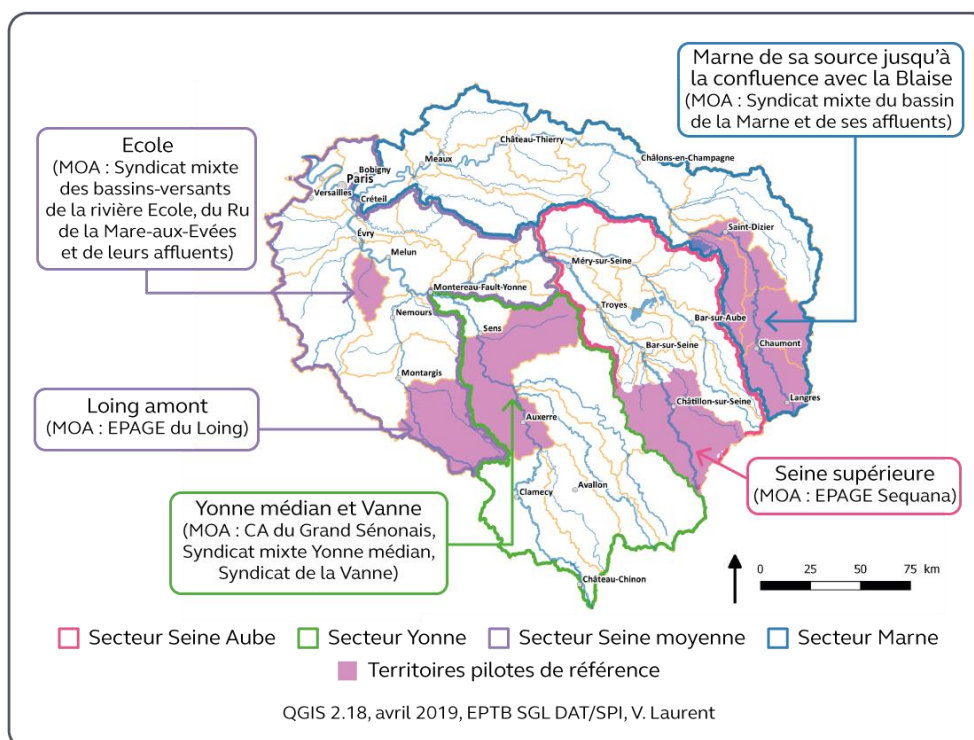 Marne de sa source jusqu’à
la confluence avec la Blaise
(MOA : Syndicat mixte du bassin
de la Marne et de ses affluents)
Ecole
(MOA : Syndicat mixte
des bassins-versants
de la rivière Ecole, du Ru
de la Mare-aux-Evées
et de leurs affluents)
Château-Thierry
Meaux
Châlons-en-Champagne
Bobigny
Paris
Versailles
Créteil
Évry
Saint-Dizier
Melun
Méry-sur-Seine
Montereau-Fault-Yonne
Troyes
Nemours
Bar-sur-Aube
Sens
Bar-sur-Seine
Chaumont
Montargis
Châtillon-sur-Seine
Langres
Loing amont
(MOA : EPAGE du Loing)
Auxerre
Seine supérieure
(MOA : EPAGE Sequana)
Clamecy
Avallon
Yonne médian et Vanne
(MOA : CA du Grand Sénonais,
Syndicat mixte Yonne médian,
Syndicat de la Vanne)
Château-Chinon
0 25 50 75 km
Secteur Seine Aube Secteur Yonne Secteur Seine moyenne Secteur Marne
Territoires pilotes de référence
QGIS 2.18, avril 2019, EPTB SGL DAT/SPI, V. Laurent